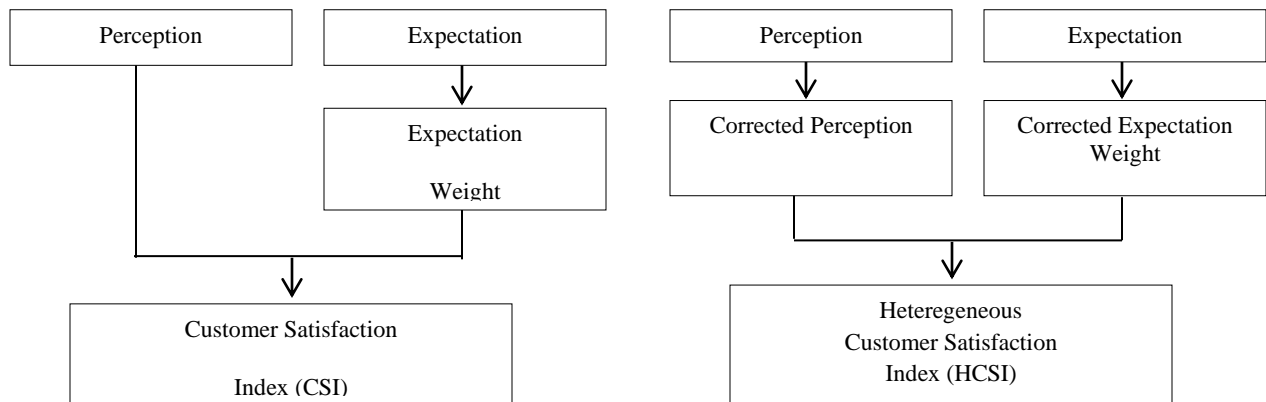 Perception
Expectation
Expectation
Weight
Customer Satisfaction
Index (CSI)
Perception
Expectation
Corrected Perception
Corrected Expectation
Weight
Heteregeneous
Customer Satisfaction
Index (HCSI)